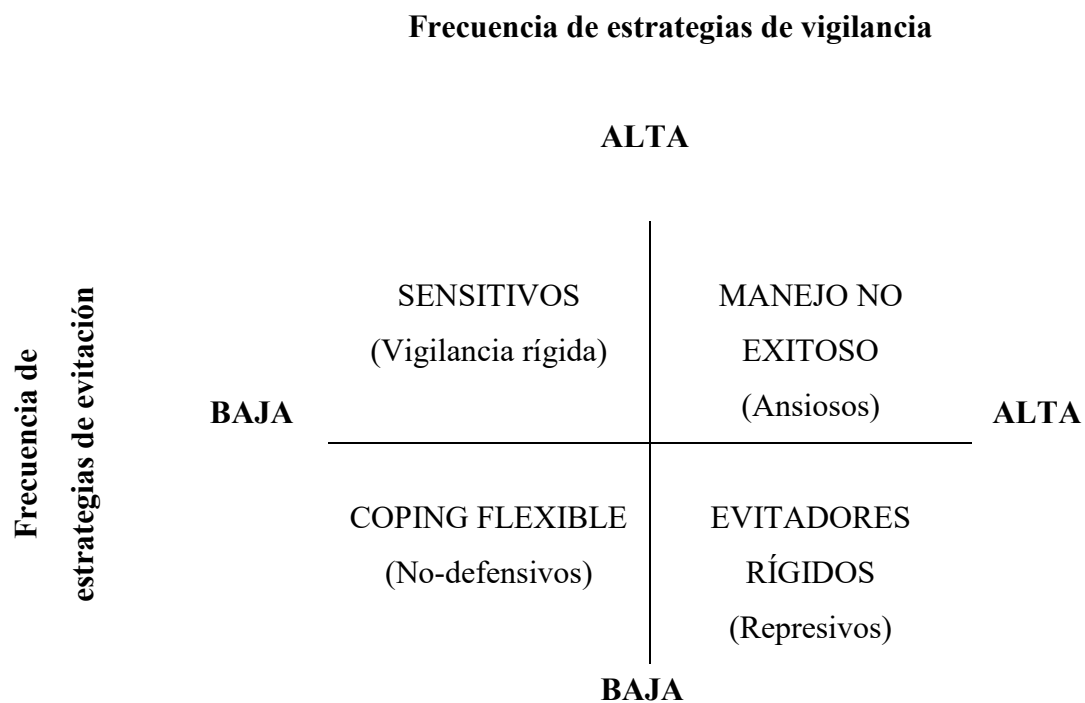 Frecuencia de estrategias de vigilancia
ALTA
Frecuencia de
estrategias de evitación
BAJA
SENSITIVOS
(Vigilancia rígida)
MANEJO NO
EXITOSO
(Ansiosos)
ALTA
COPING FLEXIBLE
(No-defensivos)
EVITADORES
RÍGIDOS
(Represivos)
BAJA